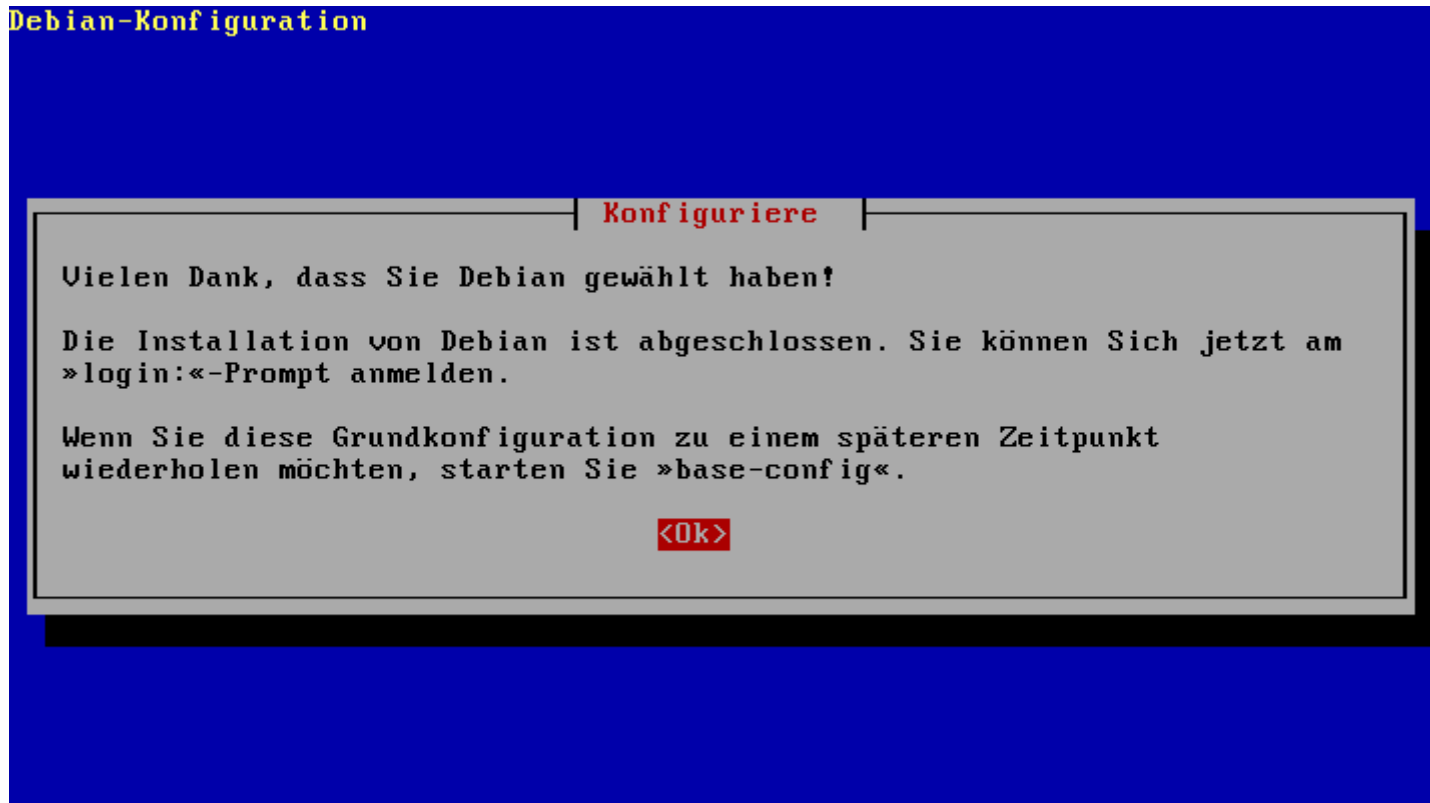 Debian-Konfiguration
Konfiguriere
Vielen Dank, dass Sie Debian gewählt haben!
Die Installation von Debian ist abgeschlossen. Sie können Sich jetzt am
»login:«-Prompt anmelden.
Wenn Sie diese Grundkonfiguration zu einem späteren Zeitpunkt
wiederholen möchten, starten Sie »base-config«.
<Ok>